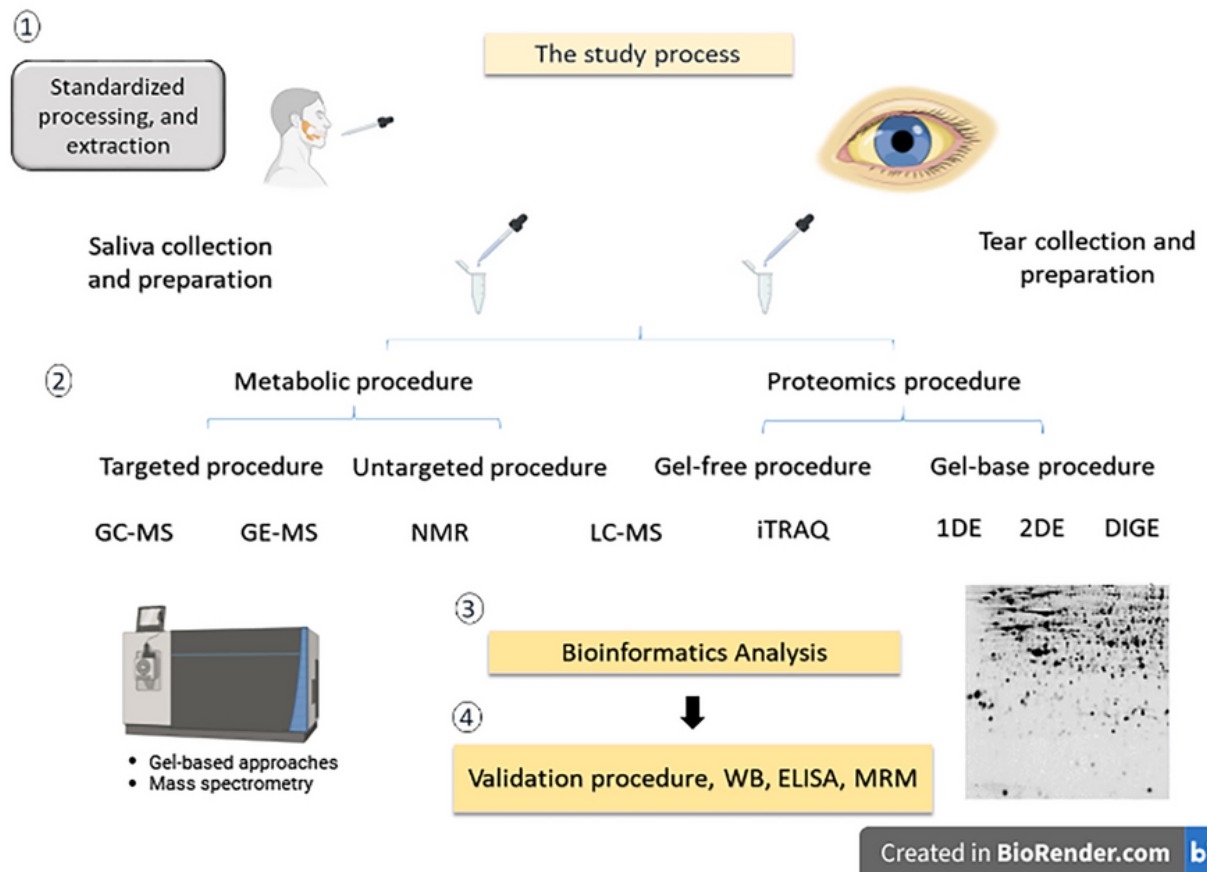 ①
The study process
Standardized
processing, and
extraction
Saliva collection
and preparation
Tear collection and
preparation
②
Metabolic procedure
Proteomics procedure
Targeted procedure
Untargeted procedure
Gel-free procedure
Gel-base procedure
GC-MS
GE-MS
NMR
LC-MS
iTRAQ
1DE
2DE
DIGE
③
Bioinformatics Analysis
④
Validation procedure, WB, ELISA, MRM
• Gel-based approaches
• Mass spectrometry
Created in BioRender.com b